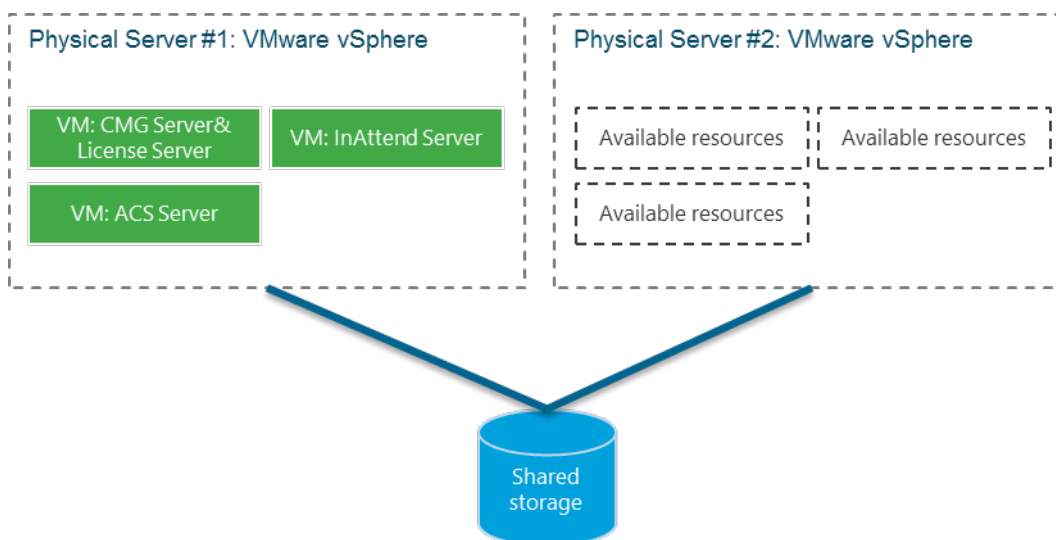 Physical Server #1: VMware vSphere
VM: CMG Server&
License Server
VM: InAttend Server
VM: ACS Server
Physical Server #2: VMware vSphere
Available resources
Available resources
Available resources
Shared
storage